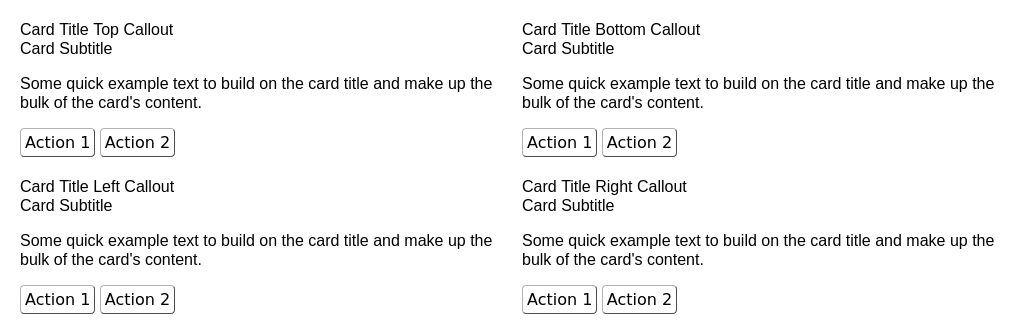 Card Title Top Callout
Card Subtitle
Some quick example text to build on the card title and make up the
bulk of the card's content.
Action 1 Action 2
Card Title Bottom Callout
Card Subtitle
Some quick example text to build on the card title and make up the
bulk of the card's content.
Action 1 Action 2
Card Title Left Callout
Card Subtitle
Some quick example text to build on the card title and make up the
bulk of the card's content.
Action 1 Action 2
Card Title Right Callout
Card Subtitle
Some quick example text to build on the card title and make up the
bulk of the card's content.
Action 1 Action 2